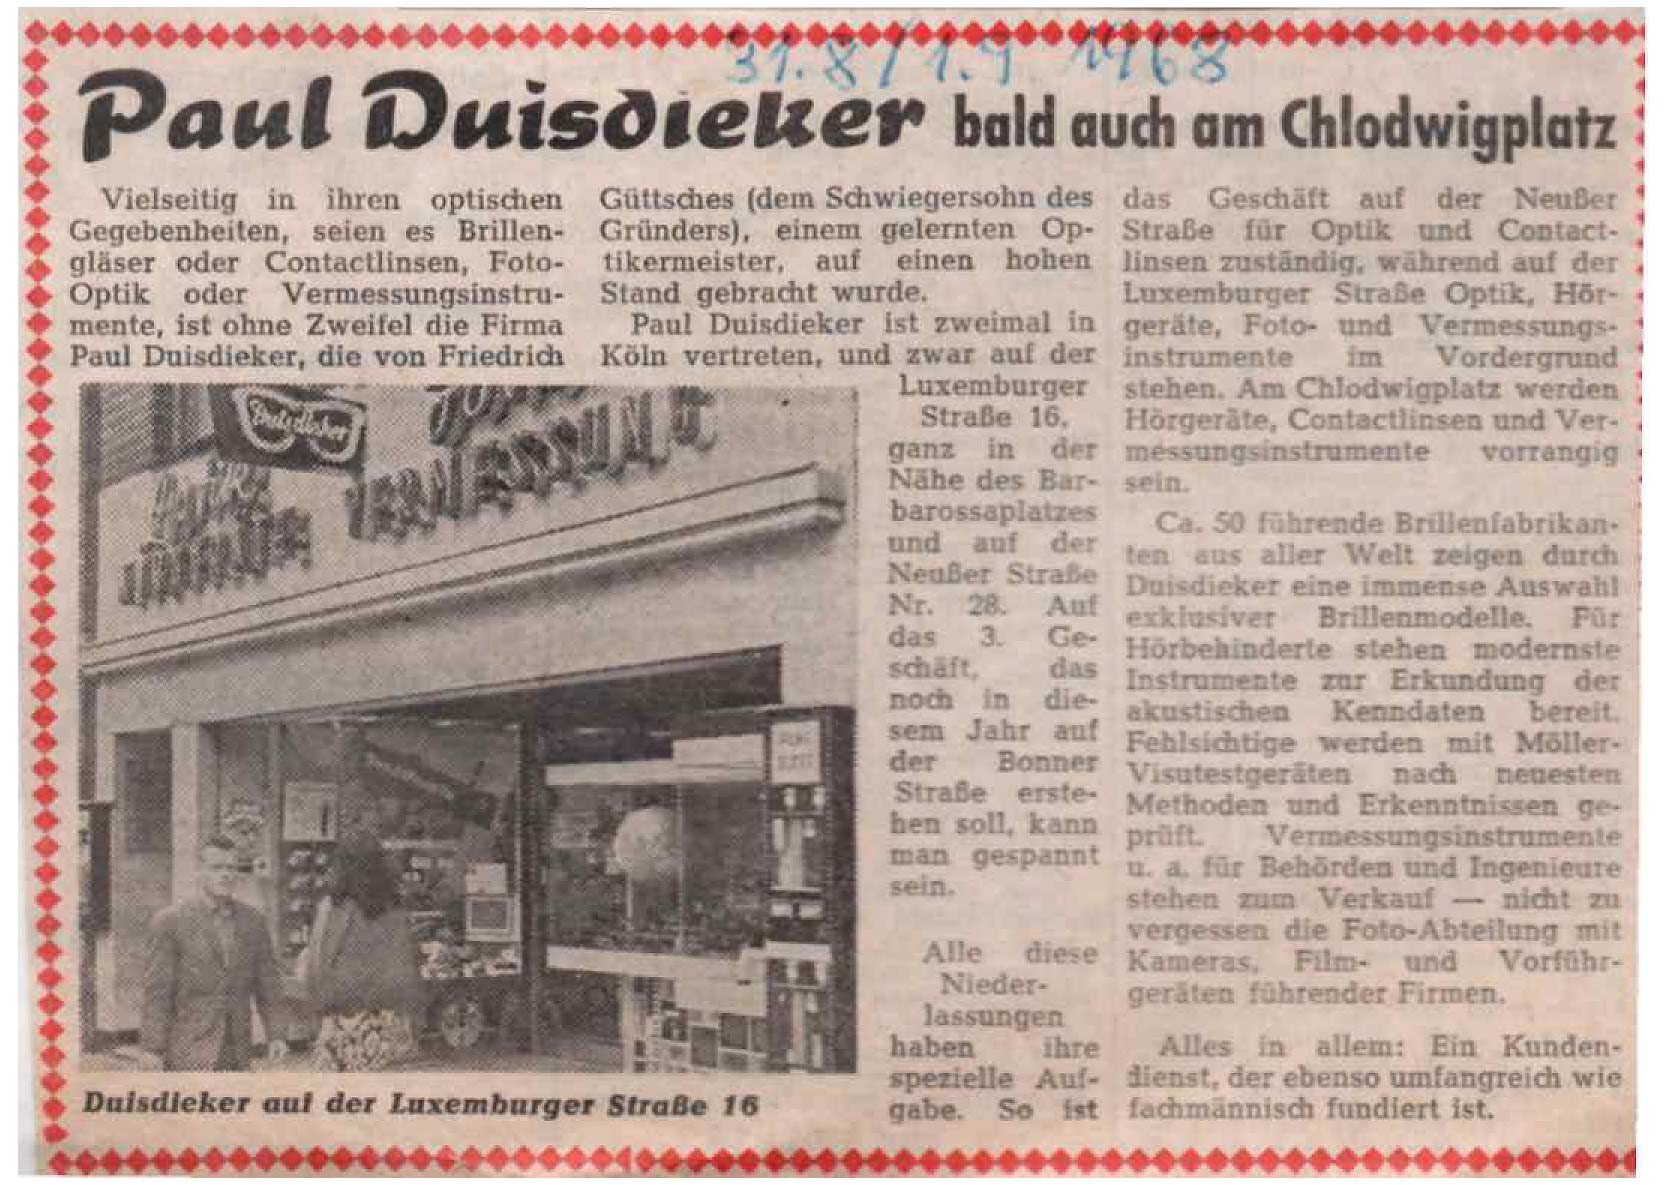 31.8/1.9 1968
Paul Duisdieker bald auch am Chlodwigplatz
Vielseitig in ihren optischen
Gegebenheiten, seien es Brillen-
gläser oder Contactlinsen, Foto-
Optik oder Vermessungsinstru-
mente, ist ohne Zweifel die Firma
Paul Duisdieker, die von Friedrich
Güttsches (dem Schwiegersohn des
Gründers), einem gelernten Op-
tikermeister, auf einen hohen
Stand gebracht wurde.
Paul Duisdieker ist zweimal in
Köln vertreten, und zwar auf der
Luxemburger
Straße 16,
ganz in der
Nähe des Bar-
barossaplatzes
und auf der
Neußer Straße
Nr. 28. Auf
das 3. Ge-
schäft, das
noch in die-
sem Jahr auf
der Bonner
Straße erste-
hen soll, kann
man gespannt
sein.
Alle diese
Nieder-
lassungen
haben ihre
spezielle Auf-
gabe. So ist
das Geschäft auf der Neußer
Straße für Optik und Contact-
linsen zuständig, während auf der
Luxemburger Straße Optik, Hör-
geräte, Foto- und Vermessungs-
instrumente im Vordergrund
stehen. Am Chlodwigplatz werden
Hörgeräte, Contactlinsen und Ver-
messungsinstrumente vorrangig
sein.
Ca. 50 führende Brillenfabrikan-
ten aus aller Welt zeigen durch
Duisdieker eine immense Auswahl
exklusiver Brillenmodelle. Für
Hörbehinderte stehen modernste
Instrumente zur Erkundung der
akustischen Kenndaten bereit.
Fehlsichtige werden mit Möller-
Visutestgeräten nach neuesten
Methoden und Erkenntnissen ge-
prüft. Vermessungsinstrumente
u. a. für Behörden und Ingenieure
stehen zum Verkauf — nicht zu
vergessen die Foto-Abteilung mit
Kameras, Film- und Vorführ-
geräten führender Firmen.
Alles in allem: Ein Kunden-
dienst, der ebenso umfangreich wie
fachmännisch fundiert ist.
Duisdieker
VERMESSUNG
Duisdieker auf der Luxemburger Straße 16